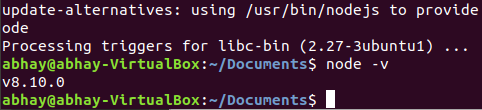 update-alternatives: using /usr/bin/nodejs to provide
ode
Processing triggers for libc-bin (2.27-3ubuntu1) ...
abhay@abhay-VirtualBox:~/Documents$ node -v
v8.10.0
abhay@abhay-VirtualBox:~/Documents$